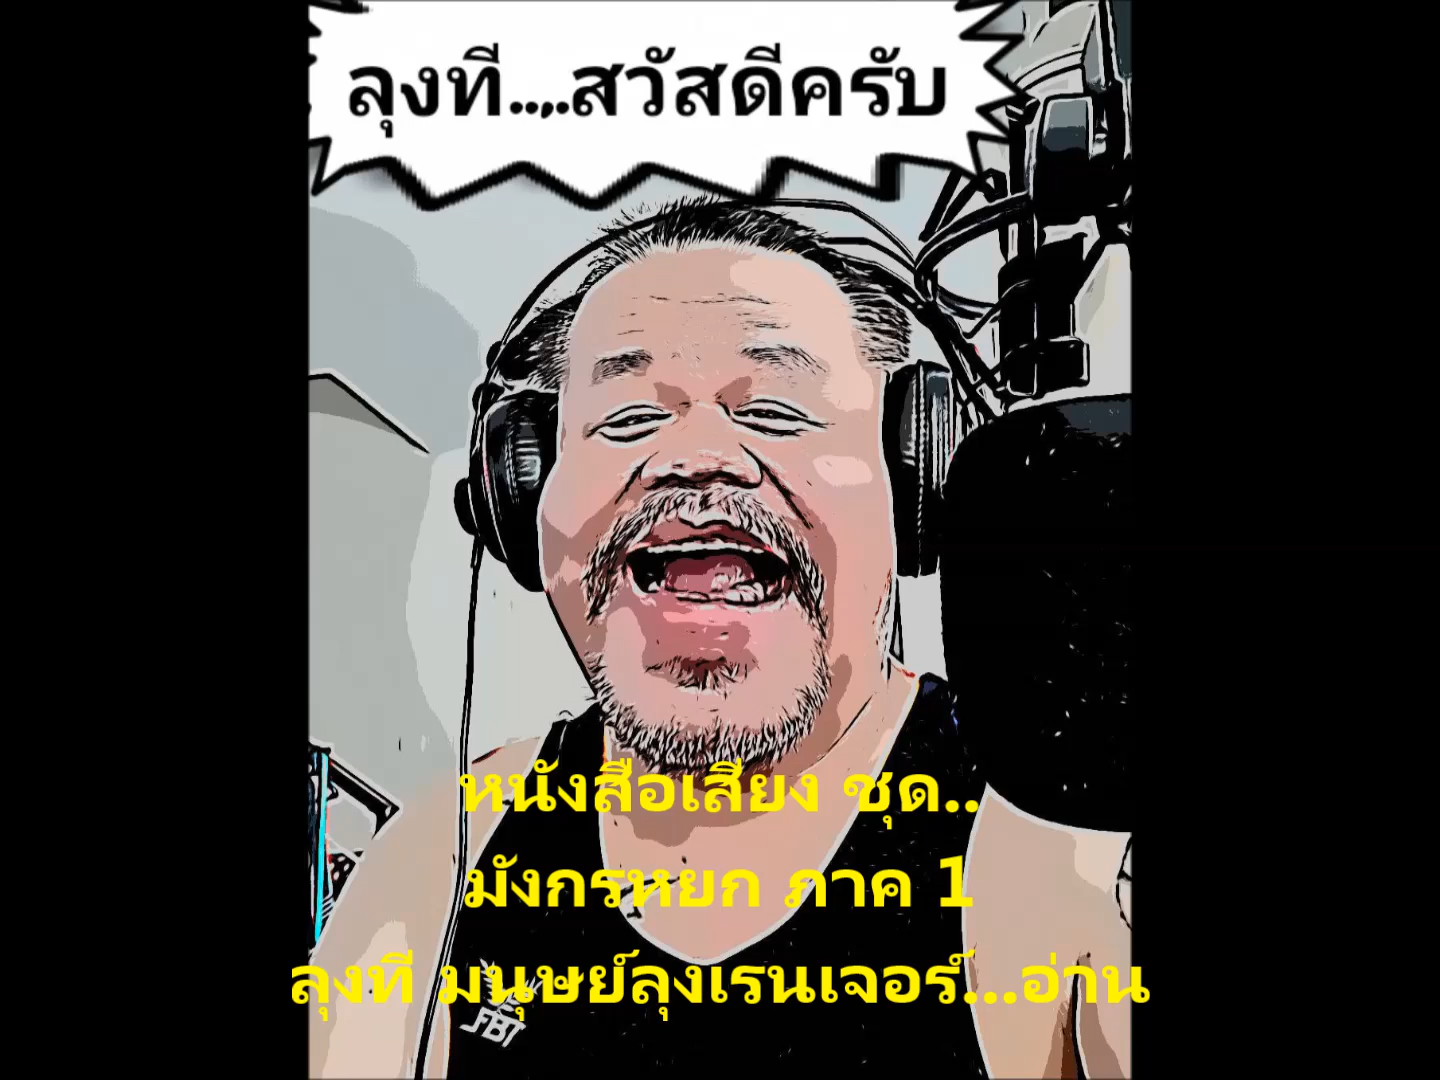 ลุงที....สวัสดีครับ
หนังสือเสียง ชุด..
มังกรหยก ภาค 1
ลุงที มนุษย์ลุงเรนเจอร์...อ่าน
FBT